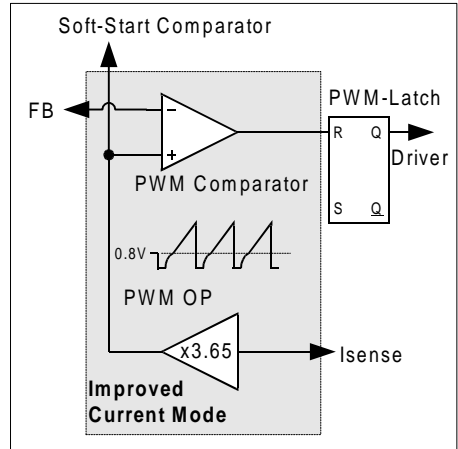 Soft-Start Comparator
FB
PWM-Latch
R Q
Driver
S Q
PWM Comparator
0.8V
PWM OP
x3.65
Isense
Improved
Current Mode